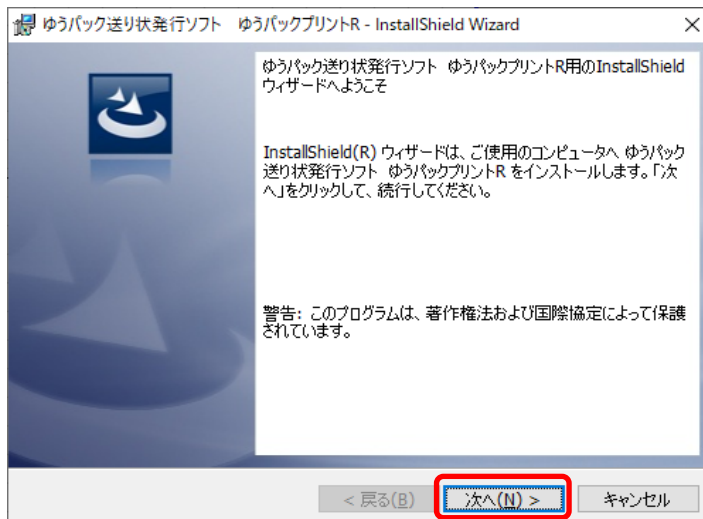 ゆうパック送り状発行ソフト　ゆうパックプリントR - InstallShield Wizard
ゆうパック送り状発行ソフト　ゆうパックプリントR用のInstallShield
ウィザードへようこそ
InstallShield(R) ウィザードは、ご使用のコンピュータへ ゆうパック
送り状発行ソフト　ゆうパックプリントR をインストールします。「次
へ」をクリックして、続行してください。
警告: このプログラムは、著作権法および国際協定によって保護
されています。
< 戻る(B)
次へ(N) >
キャンセル